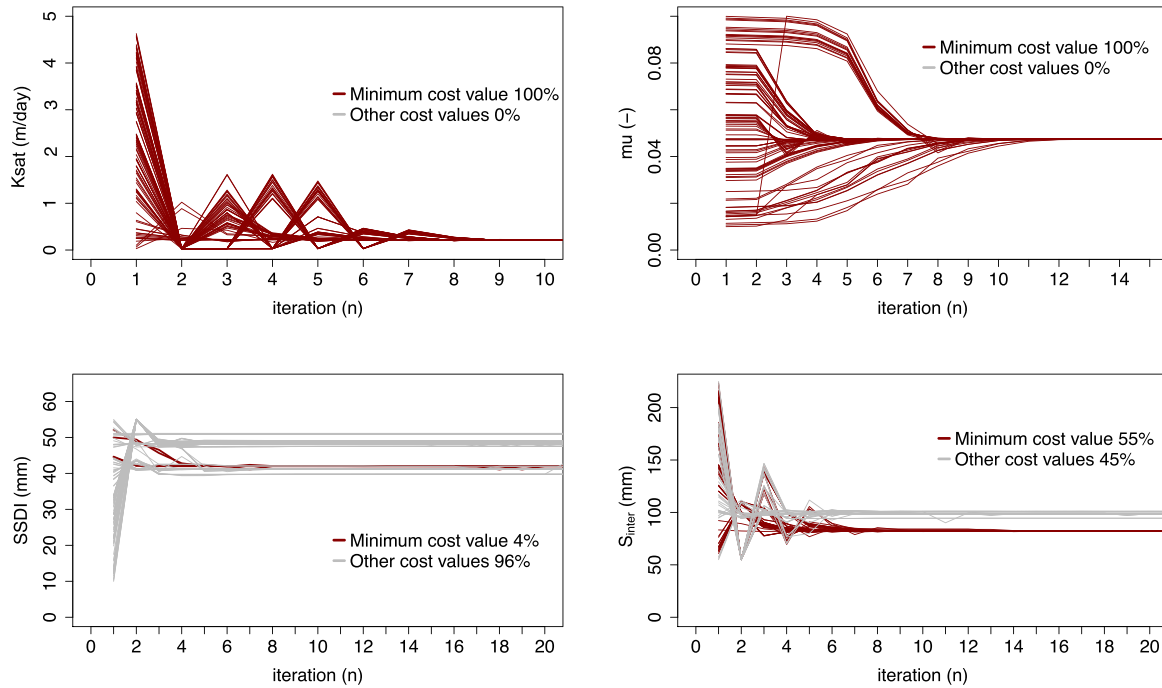 Ksat (m/day)
5
4
3
2
1
0
Minimum cost value 100%
Other cost values 0%
0 1 2 3 4 5 6 7 8 9 10
iteration (n)
mu (−)
0.08
0.04
0.00
Minimum cost value 100%
Other cost values 0%
0 1 2 3 4 5 6 7 8 9 10 12 14
iteration (n)
SSDI (mm)
60
50
40
30
20
10
0
Minimum cost value 4%
Other cost values 96%
0 2 4 6 8 10 12 14 16 18 20
iteration (n)
Sinter (mm)
200
150
100
50
0
Minimum cost value 55%
Other cost values 45%
0 2 4 6 8 10 12 14 16 18 20
iteration (n)